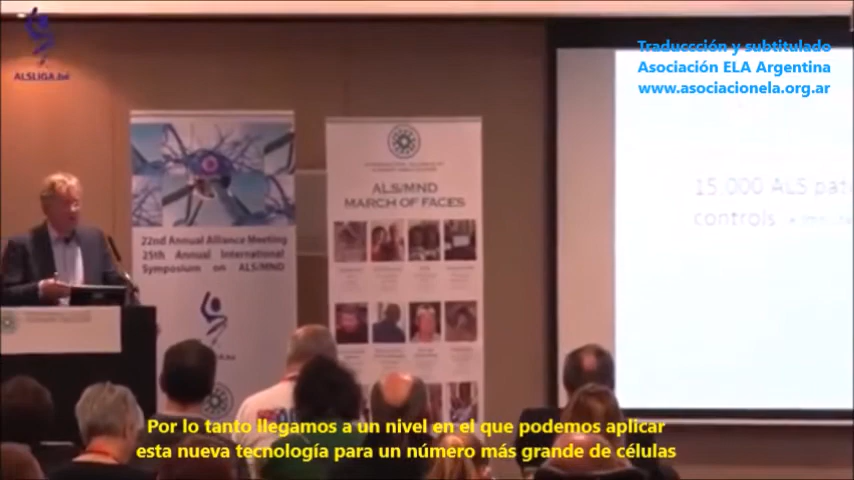 ALSLIGA.be
Traduccción y subtitulado
Asociación ELA Argentina
www.asociacionela.org.ar
22nd Annual Alliance Meeting
25th Annual International
Symposium on ALS/MND
ALS/MND
MARCH OF FACES
15.000 ALS pat
controls
Por lo tanto llegamos a un nivel en el que podemos aplicar
esta nueva tecnología para un número más grande de células